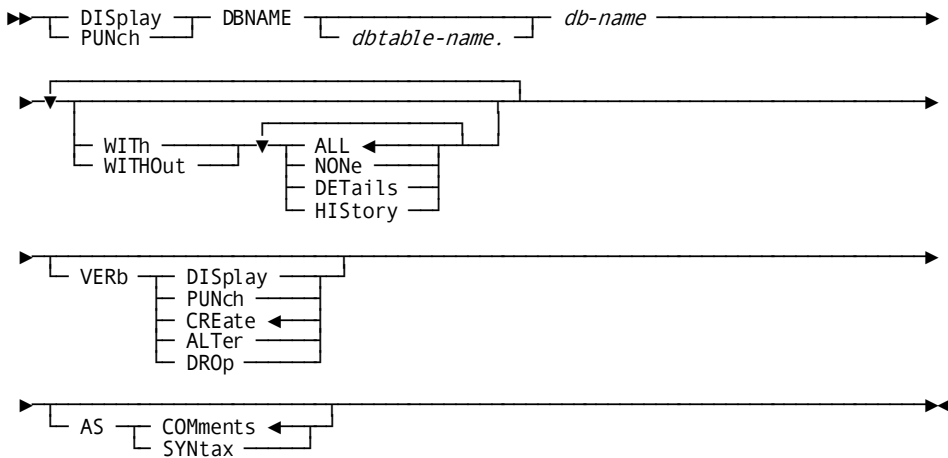 DISplay DBNAME dbtable-name. db-name
PUNch
WITh ALL
WITHOut NONe
DETails
HIStory
VERb DISplay
PUNch
CREate
ALTer
DROp
AS COMments
SYNtax